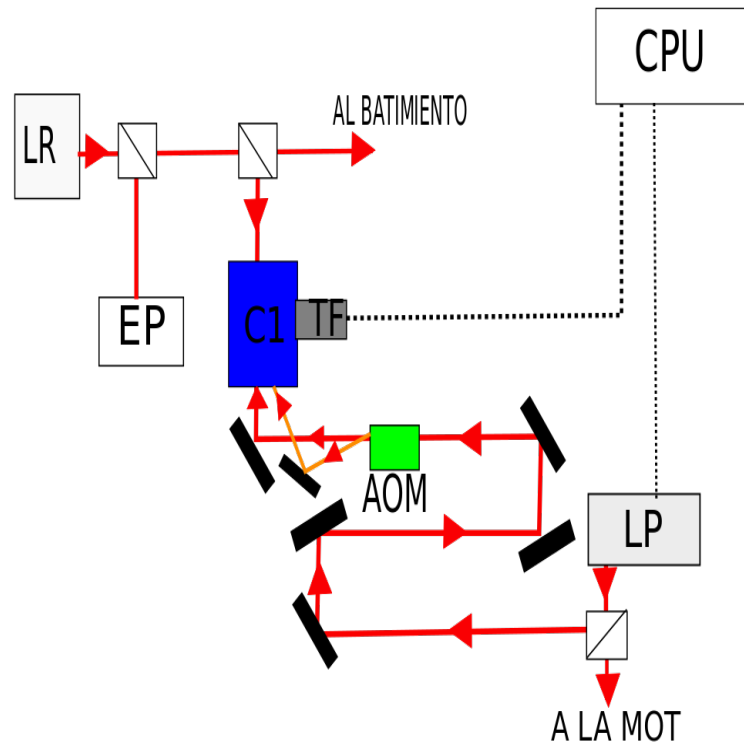 CPU
AL BATIMIENTO
LR
EP
C1
TF
AOM
LP
A LA MOT